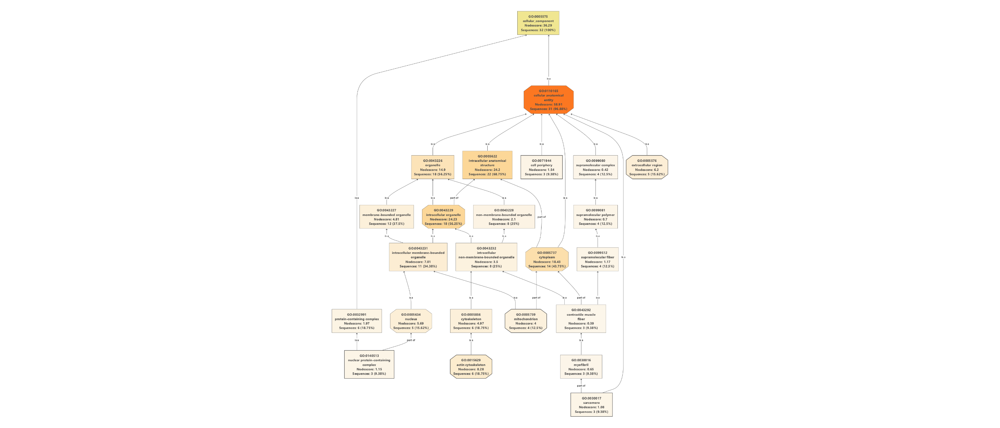 GO:0005575
cellular_component
Nodescore: 36.29
Sequences: 32 (100%)
is a
GO:0110165
cellular anatomical
entity
Nodescore: 58.91
Sequences: 31 (96.88%)
is a
is a
is a
is a
is a
GO:0043226
organelle
Nodescore: 14.9
Sequences: 18 (56.25%)
GO:0005622
intracellular anatomical
structure
Nodescore: 24.2
Sequences: 22 (68.75%)
GO:0071944
cell periphery
Nodescore: 1.54
Sequences: 3 (9.38%)
GO:0099080
supramolecular complex
Nodescore: 0.42
Sequences: 4 (12.5%)
GO:0005576
extracellular region
Nodescore: 6.2
Sequences: 5 (15.62%)
is a
is a
is a
part of
is a
is a
is a
GO:0043227
membrane-bounded organelle
Nodescore: 4.81
Sequences: 12 (37.5%)
GO:0043229
intracellular organelle
Nodescore: 24.23
Sequences: 18 (56.25%)
GO:0043228
non-membrane-bounded organelle
Nodescore: 2.1
Sequences: 8 (25%)
part of
GO:0099081
supramolecular polymer
Nodescore: 0.7
Sequences: 4 (12.5%)
is a
is a
is a
is a
is a
GO:0043231
intracellular membrane-bounded
organelle
Nodescore: 7.01
Sequences: 11 (34.38%)
GO:0043232
intracellular
non-membrane-bounded organelle
Nodescore: 3.5
Sequences: 8 (25%)
GO:0005737
cytoplasm
Nodescore: 18.43
Sequences: 14 (43.75%)
GO:0099512
supramolecular fiber
Nodescore: 1.17
Sequences: 4 (12.5%)
is a
is a
is a
is a
part of
is a
part of
is a
GO:0032991
protein-containing complex
Nodescore: 1.97
Sequences: 6 (18.75%)
GO:0005634
nucleus
Nodescore: 5.69
Sequences: 5 (15.62%)
GO:0005856
cytoskeleton
Nodescore: 4.97
Sequences: 6 (18.75%)
GO:0005739
mitochondrion
Nodescore: 4
Sequences: 4 (12.5%)
GO:0043292
contractile muscle
fiber
Nodescore: 0.39
Sequences: 3 (9.38%)
is a
part of
is a
is a
GO:0140513
nuclear protein-containing
complex
Nodescore: 1.15
Sequences: 3 (9.38%)
GO:0015629
actin cytoskeleton
Nodescore: 8.28
Sequences: 6 (18.75%)
GO:0030016
myofibril
Nodescore: 0.65
Sequences: 3 (9.38%)
part of
GO:0030017
sarcomere
Nodescore: 1.08
Sequences: 3 (9.38%)